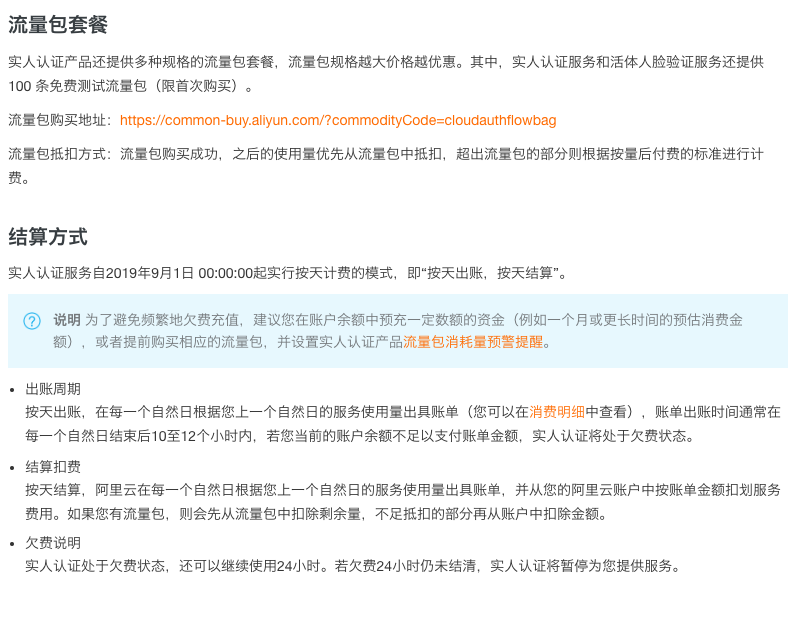 流量包套餐
实人认证产品还提供多种规格的流量包套餐，流量包规格越大价格越优惠。其中，实人认证服务和活体人脸验证服务还提供
100 条免费测试流量包（限首次购买）。
流量包购买地址：https://common-buy.aliyun.com/?commodityCode=cloudauthflowbag
流量包抵扣方式：流量包购买成功，之后的使用量优先从流量包中抵扣，超出流量包的部分则根据按量后付费的标准进行计
费。
结算方式
实人认证服务自2019年9月1日 00:00:00起实行按天计费的模式，即“按天出账，按天结算”。
说明 为了避免频繁地欠费充值，建议您在账户余额中预充一定数额的资金（例如一个月或更长时间的预估消费金
额），或者提前购买相应的流量包，并设置实人认证产品流量包消耗量预警提醒。
• 出账周期
按天出账，在每一个自然日根据您上一个自然日的服务使用量出具账单（您可以在消费明细中查看），账单出账时间通常在
每一个自然日结束后10至12个小时内，若您当前的账户余额不足以支付账单金额，实人认证将处于欠费状态。
• 结算扣费
按天结算，阿里云在每一个自然日根据您上一个自然日的服务使用量出具账单，并从您的阿里云账户中按账单金额扣划服务
费用。如果您有流量包，则会先从流量包中扣除剩余量，不足抵扣的部分再从账户中扣除金额。
• 欠费说明
实人认证处于欠费状态，还可以继续使用24小时。若欠费24小时仍未结清，实人认证将暂停为您提供服务。